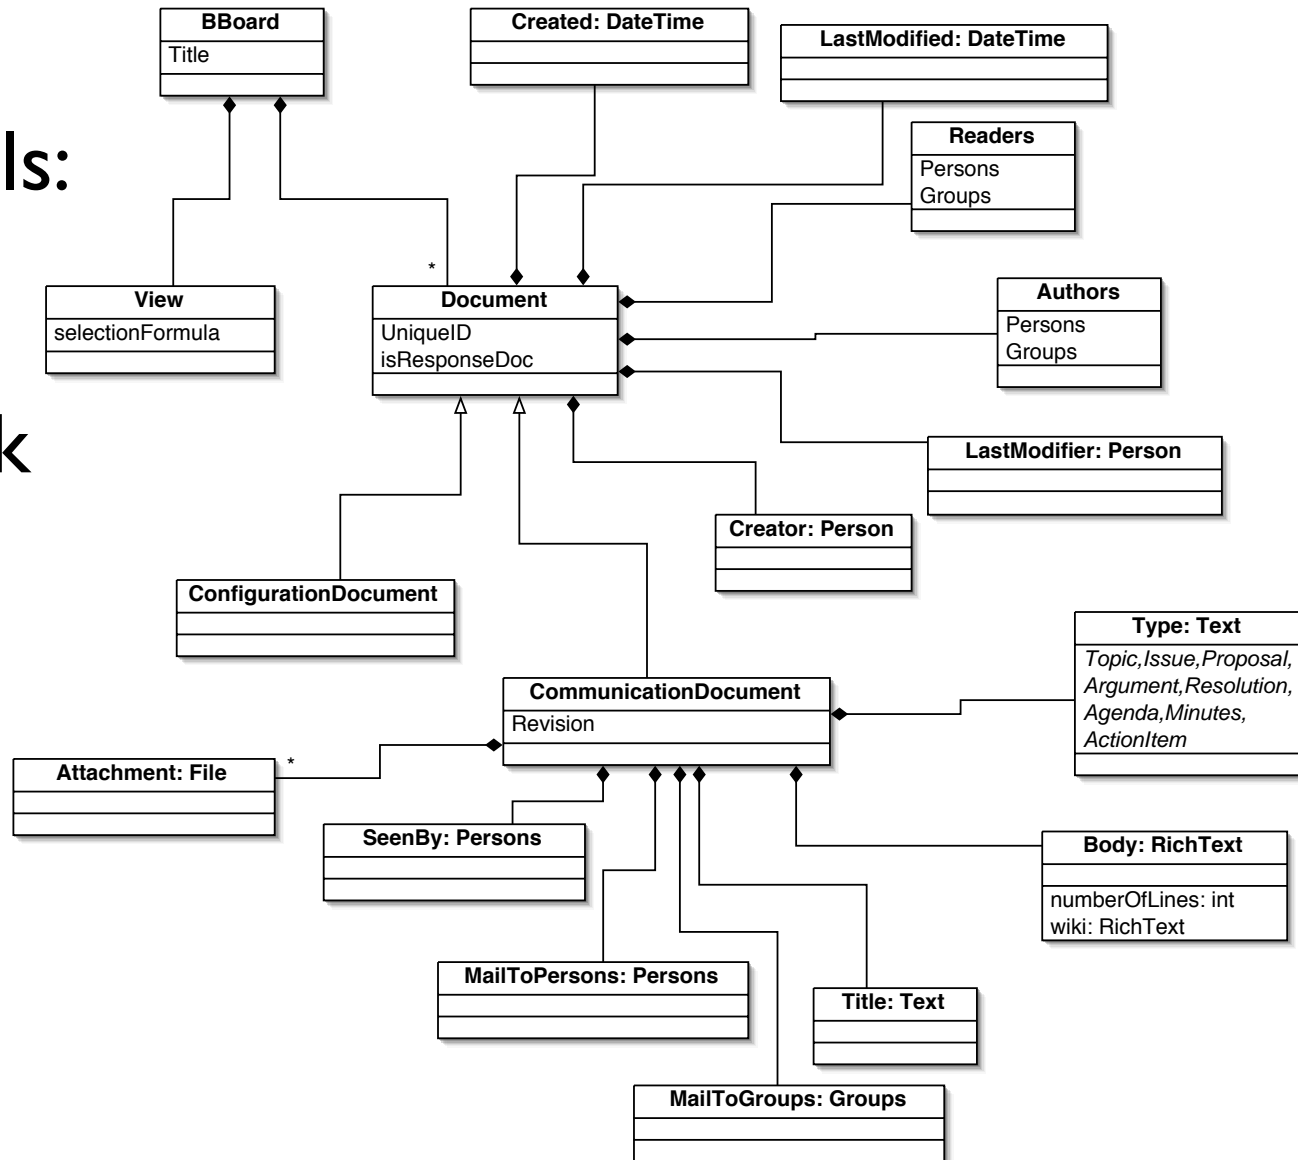 BBoard
Title
Created: DateTime
LastModified: DateTime
ls:
Readers
Persons
Groups
*
View
selectionFormula
Document
UniqueID
isResponseDoc
Authors
Persons
Groups
k
LastModifier: Person
Creator: Person
ConfigurationDocument
Type: Text
Topic,Issue,Proposal,
Argument,Resolution,
Agenda,Minutes,
ActionItem
CommunicationDocument
Revision
*
Attachment: File
SeenBy: Persons
Body: RichText
numberOfLines: int
wiki: RichText
MailToPersons: Persons
Title: Text
MailToGroups: Groups